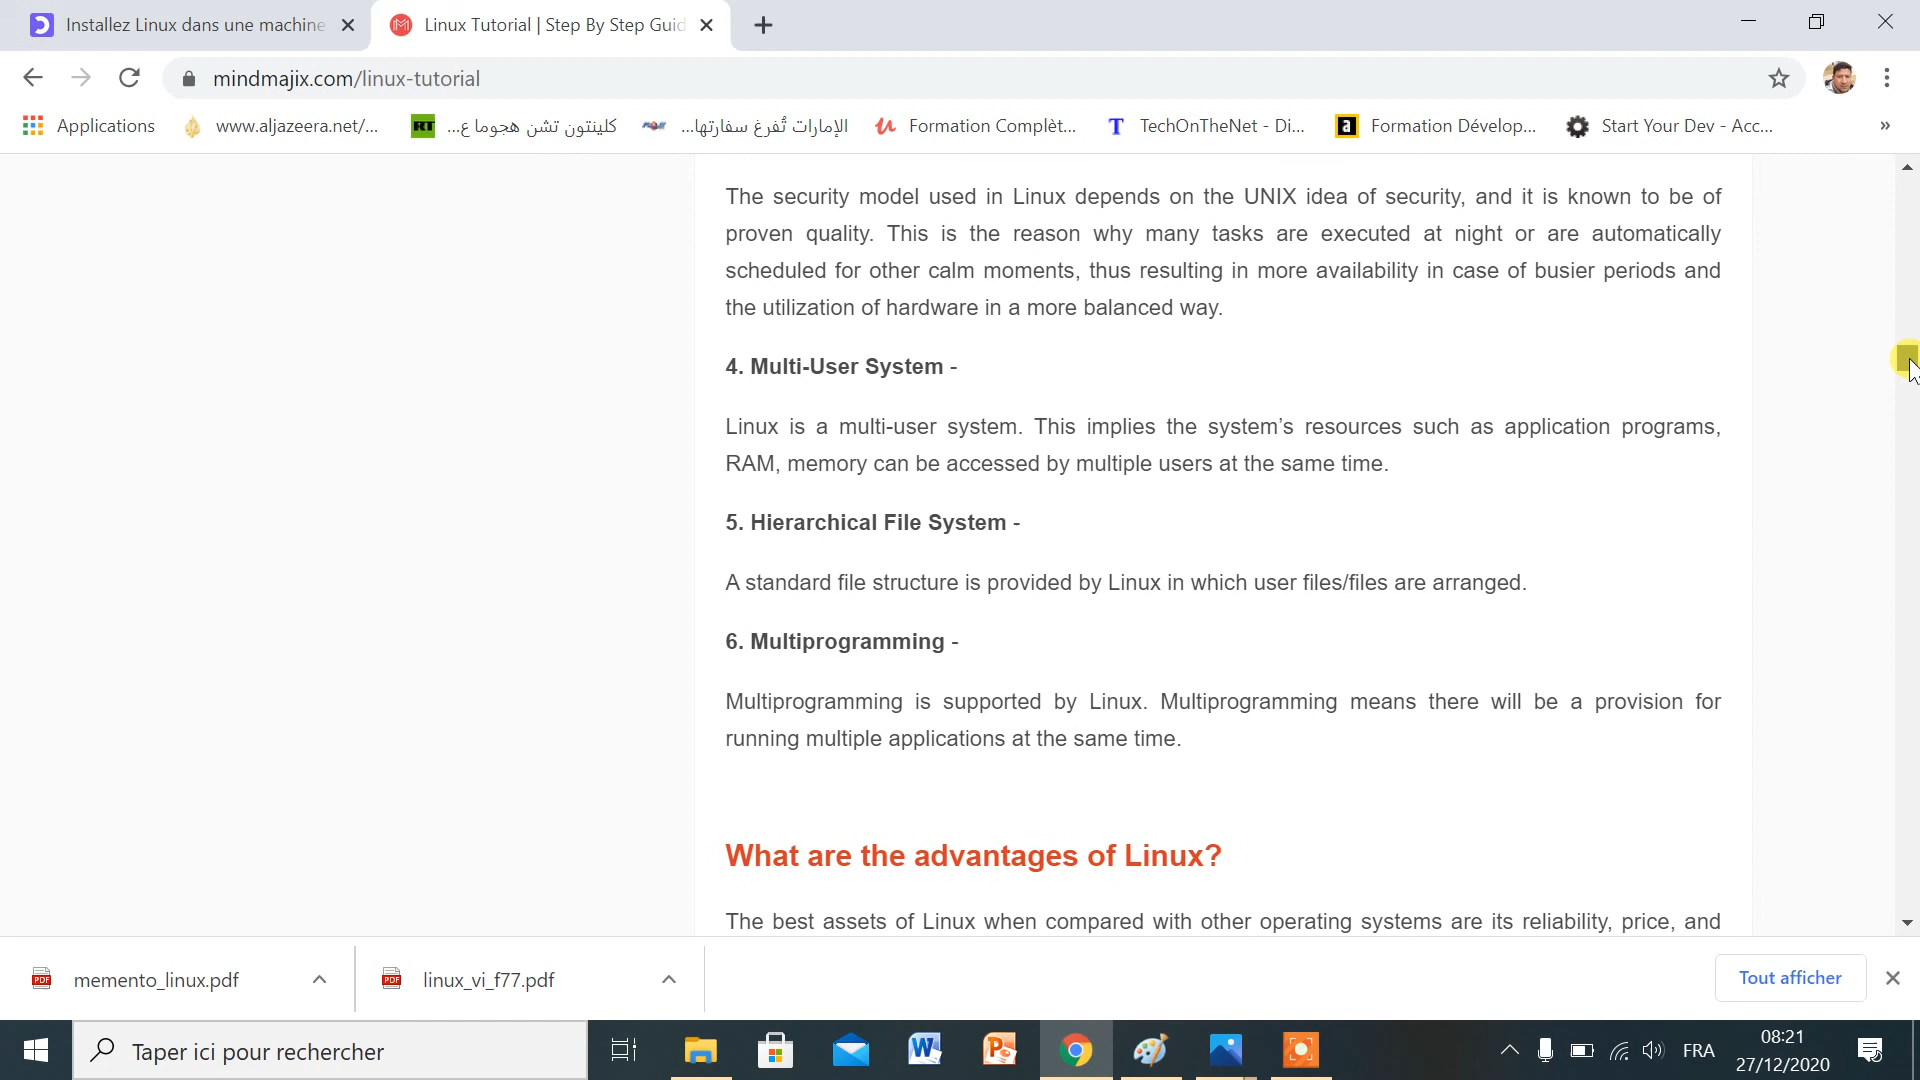 Installez Linux dans une machine
Linux Tutorial | Step By Step Guid
mindmajix.com/linux-tutorial
Applications
www.aljazeera.net/...
RT
كلينتون تشن هجوما ع...
الإمارات تُفرغ سفارتها...
Formation Complèt...
T TechOnTheNet - Di...
a Formation Dévelop...
Start Your Dev - Acc...
»
The security model used in Linux depends on the UNIX idea of security, and it is known to be of
proven quality. This is the reason why many tasks are executed at night or are automatically
scheduled for other calm moments, thus resulting in more availability in case of busier periods and
the utilization of hardware in a more balanced way.
4. Multi-User System -
Linux is a multi-user system. This implies the system’s resources such as application programs,
RAM, memory can be accessed by multiple users at the same time.
5. Hierarchical File System -
A standard file structure is provided by Linux in which user files/files are arranged.
6. Multiprogramming -
Multiprogramming is supported by Linux. Multiprogramming means there will be a provision for
running multiple applications at the same time.
What are the advantages of Linux?
The best assets of Linux when compared with other operating systems are its reliability, price, and
PDF memento_linux.pdf
PDF linux_vi_f77.pdf
Tout afficher
Taper ici pour rechercher
FRA
08:21
27/12/2020